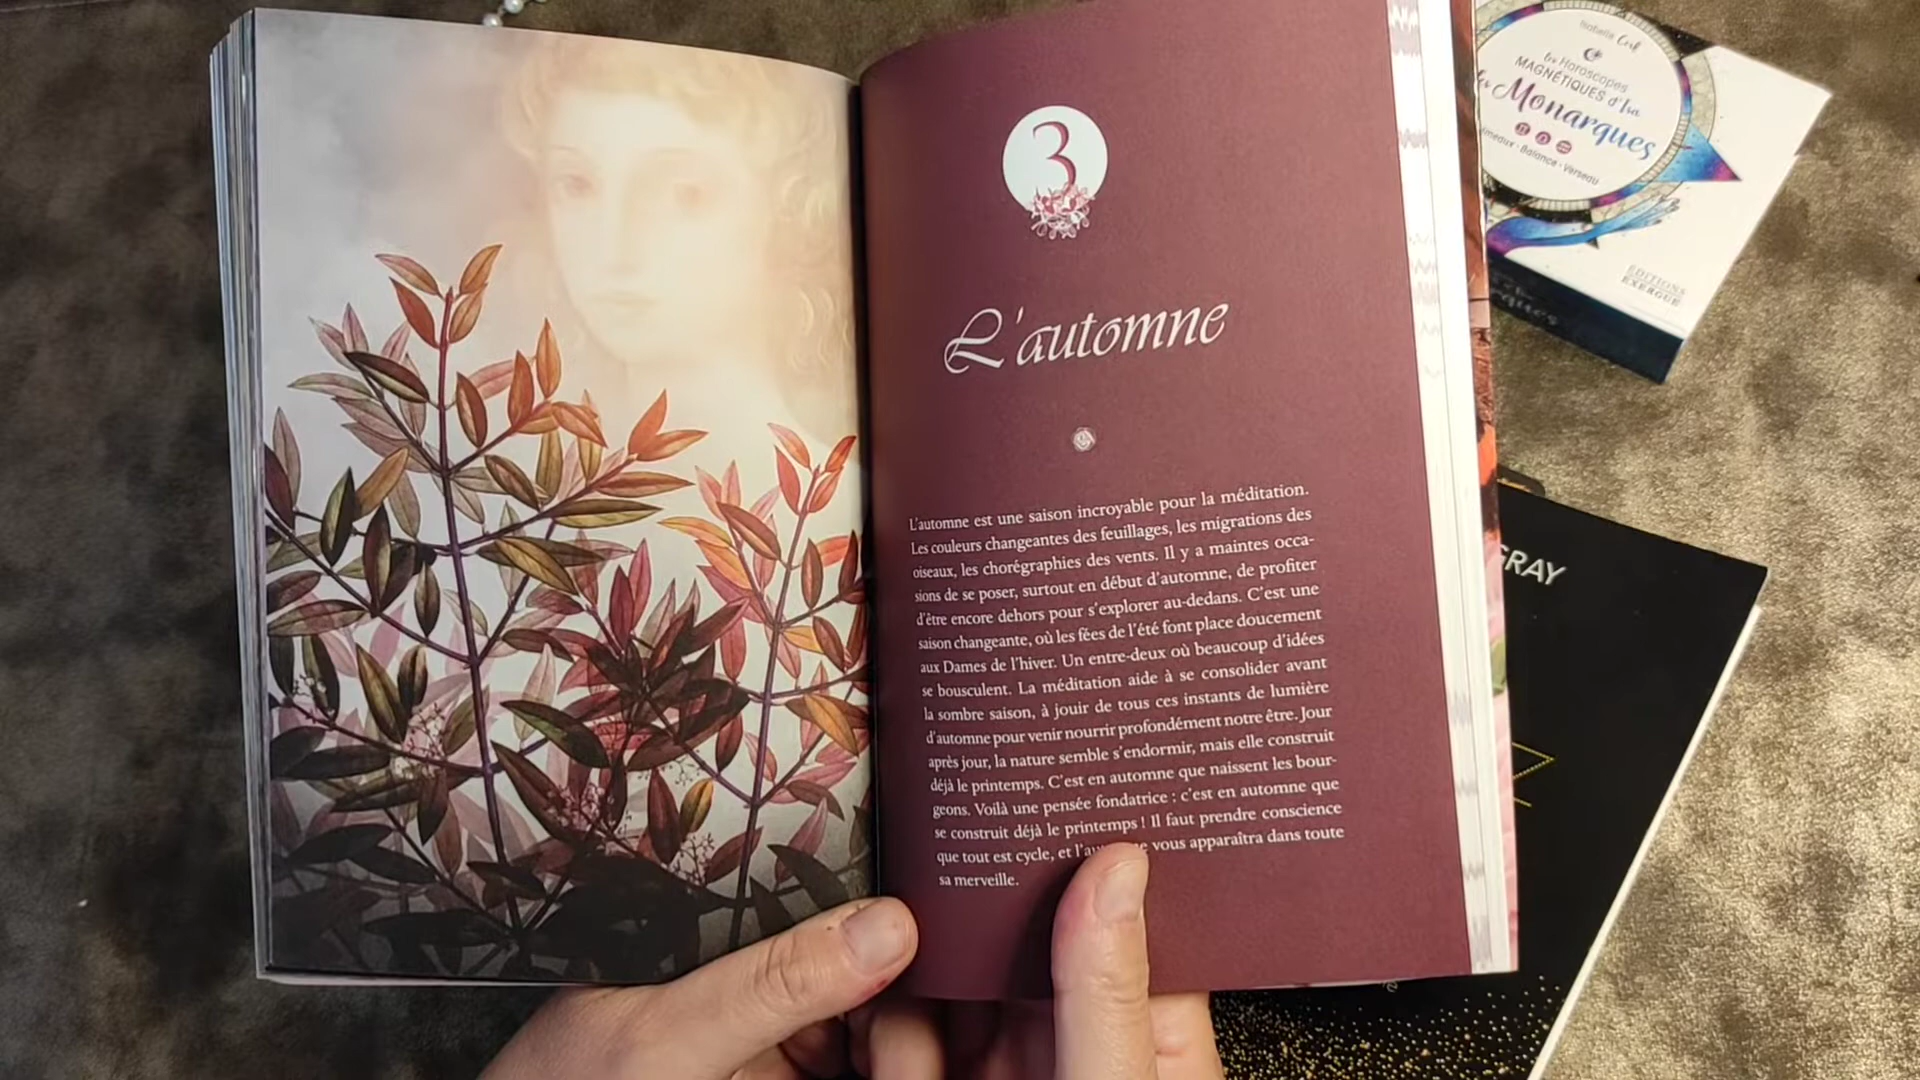 3
L'automne
L'automne est une saison incroyable pour la méditation.
Les couleurs changeantes des feuillages, les migrations des
oiseaux, les chorégraphies des vents. Il y a maintes occa-
sions de se poser, surtout en début d'automne, de profiter
d'être encore dehors pour s'explorer au-dedans. C'est une
saison changeante, où les fées de l'été font place doucement
aux Dames de l'hiver. Un entre-deux où beaucoup d'idées
se bousculent. La méditation aide à se consolider avant
la sombre saison, à jouir de tous ces instants de lumière
d'automne pour venir nourrir profondément notre être. Jour
après jour, la nature semble s'endormir, mais elle construit
déjà le printemps. C'est en automne que naissent les bour-
geons. Voilà une pensée fondatrice : c'est en automne que
se construit déjà le printemps ! Il faut prendre conscience
que tout est cycle, et vous apparaîtra dans toute
sa merveille.
Isabelle Cerf
les Horoscopes
MAGNÉTIQUES d'Isa
Monarques
Balance · Verseau
EDITIONS
EXERGUE
GRAY